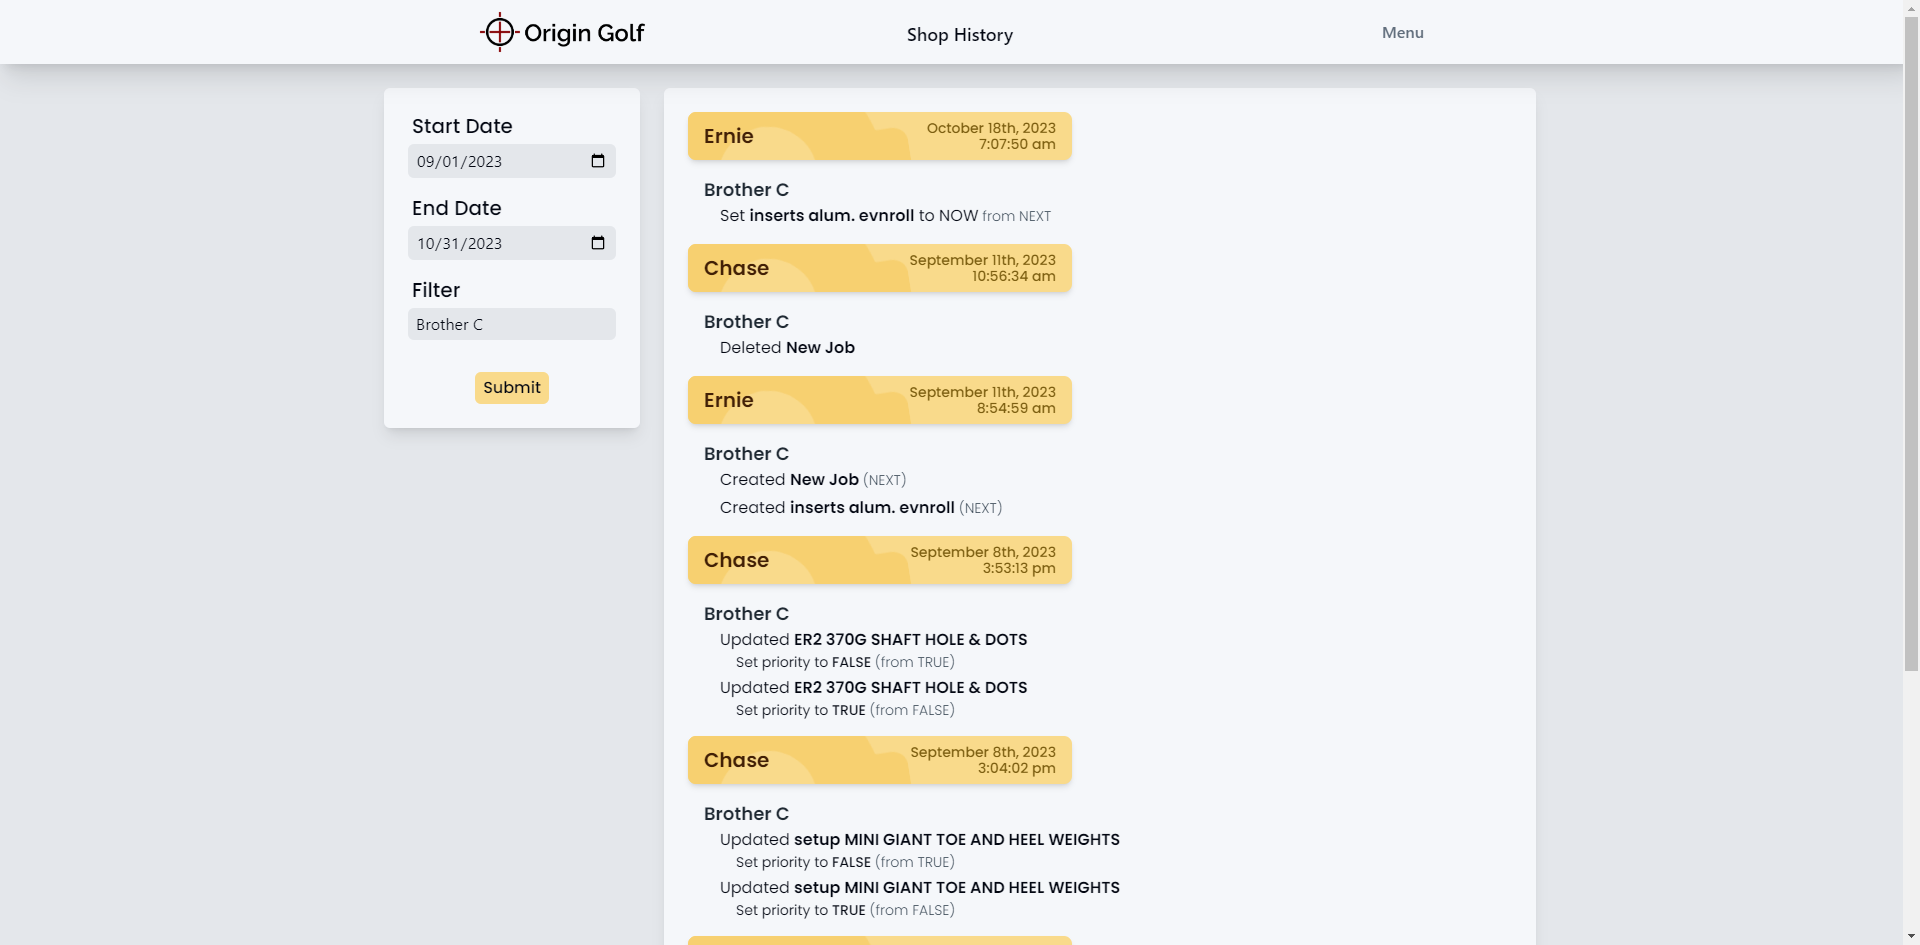 Origin Golf
Shop History
Menu
Start Date
09/01/2023
End Date
10/31/2023
Filter
Brother C
Submit
Ernie
October 18th, 2023
7:07:50 am
Brother C
Set inserts alum. evnroll to NOW from NEXT
Chase
September 11th, 2023
10:56:34 am
Brother C
Deleted New Job
Ernie
September 11th, 2023
8:54:59 am
Brother C
Created New Job (NEXT)
Created inserts alum. evnroll (NEXT)
Chase
September 8th, 2023
3:53:13 pm
Brother C
Updated ER2 370G SHAFT HOLE & DOTS
Set priority to FALSE (from TRUE)
Updated ER2 370G SHAFT HOLE & DOTS
Set priority to TRUE (from FALSE)
Chase
September 8th, 2023
3:04:02 pm
Brother C
Updated setup MINI GIANT TOE AND HEEL WEIGHTS
Set priority to FALSE (from TRUE)
Updated setup MINI GIANT TOE AND HEEL WEIGHTS
Set priority to TRUE (from FALSE)